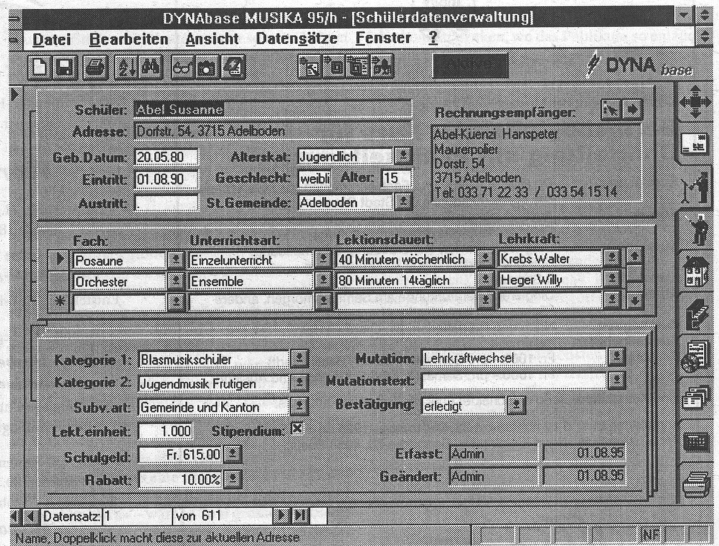 DYNAbase MUSIKA 95/h - [Schülerdatenverwaltung]
Datei Bearbeiten Ansicht Datensätze Fenster ?
DYNA base
Schüler: Abel Susanne
Adresse: Dorfstr. 54, 3715 Adelboden
Geb.Datum: 20.05.80 Alterskat: Jugendlich
Eintritt: 01.08.90 Geschlecht: weibli Alter: 15
Austritt: St.Gemeinde: Adelboden
Rechnungsempfänger:
Abel-Küenzi Hanspeter
Maurerpolier
Dorstr. 54
3715 Adelboden
Tel: 033 71 22 33 / 033 54 15 14
Fach: Unterrichtsart: Lektionsdauert: Lehrkraft:
Posaune Einzelunterricht 40 Minuten wöchentlich Krebs Walter
Orchester Ensemble 80 Minuten 14täglich Heger Willy
Kategorie 1: Blasmusikschüler Mutation: Lehrkraftwechsel
Kategorie 2: Jugendmusik Frutigen Mutationstext:
Subv.art: Gemeinde und Kanton Bestätigung: erledigt
Lekt.einheit: 1.000 Stipendium:
Schulgeld: Fr. 615.00 Erfasst: Admin 01.08.95
Rabatt: 10.00% Geändert: Admin 01.08.95
Datensatz: 1 von 611
Name, Doppelklick macht diese zur aktuellen Adresse NF